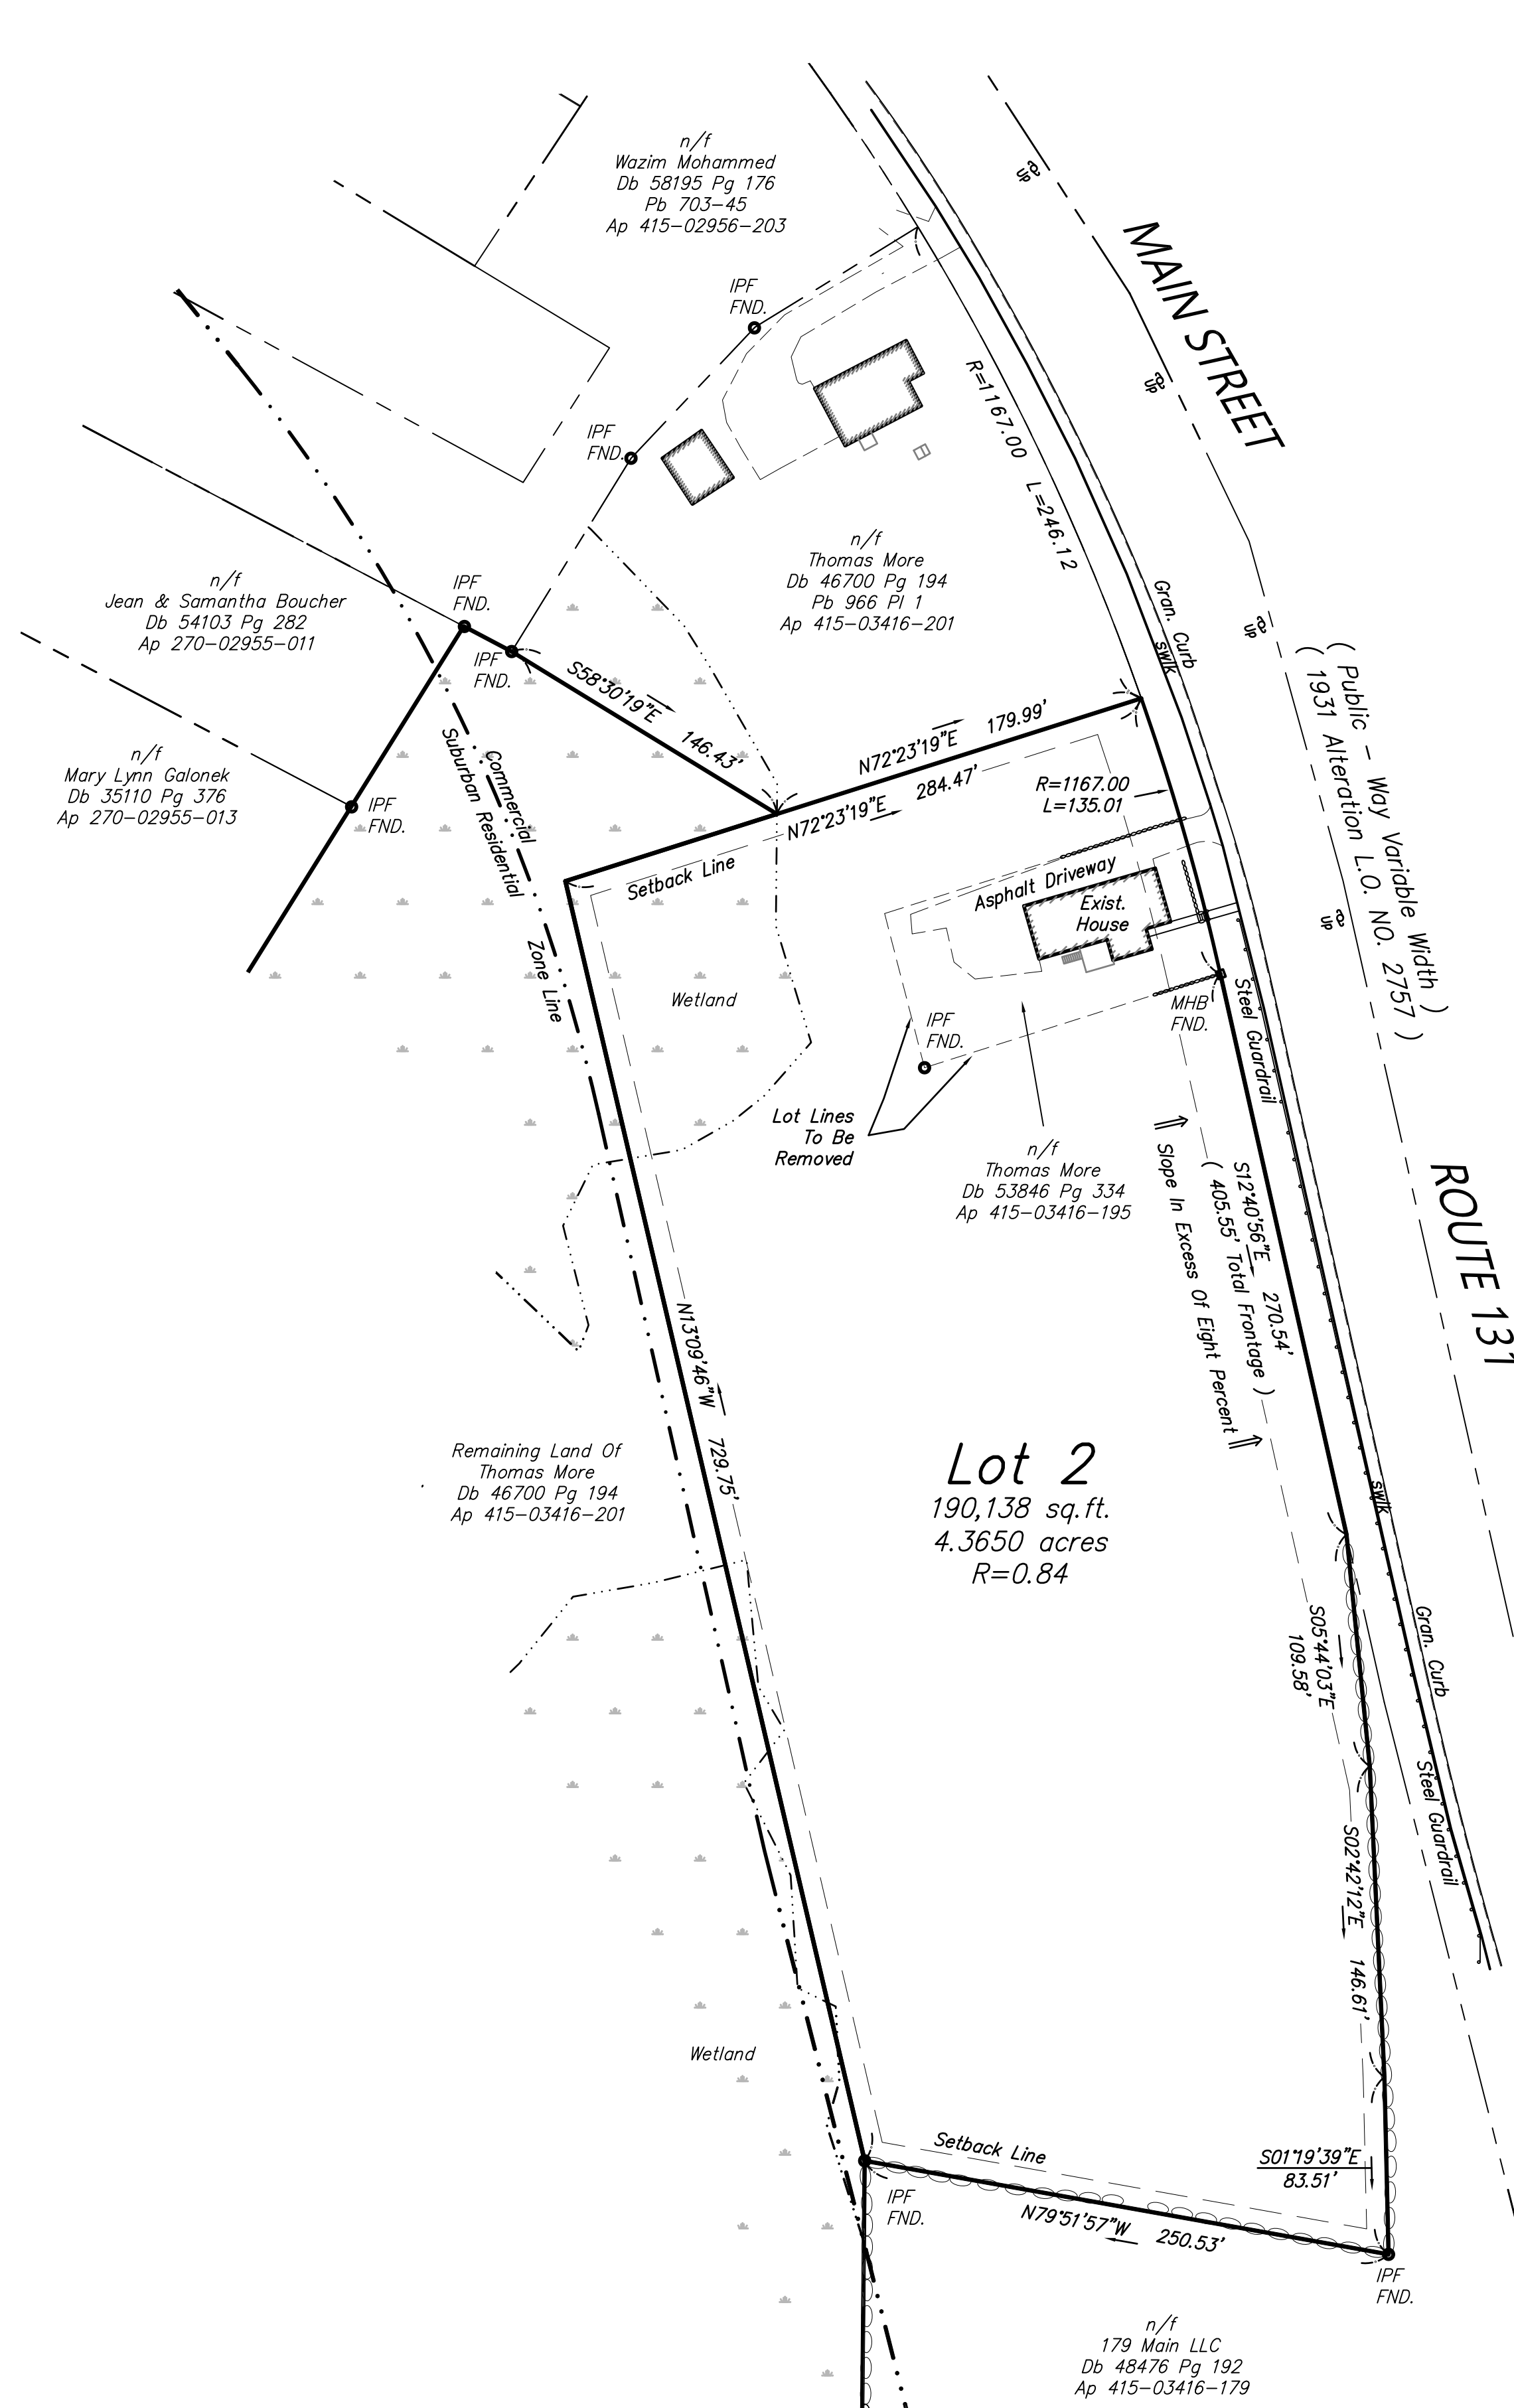 n/f
Wazim Mohammed
Db 58195 Pg 176
Pb 703-45
Ap 415-02956-203
UP
MAIN STREET
IPF
FND.
R=1167.00 L=246.12
UP
IPF
FND.
n/f
Thomas More
Db 46700 Pg 194
Pb 966 Pl 1
Ap 415-03416-201
n/f
Jean & Samantha Boucher
Db 54103 Pg 282
Ap 270-02955-011
IPF
FND.
IPF
FND.
S58°30'19"E 146.43'
Gran. Curb
swlk
UP
( Public - Way Variable Width )
( 1931 Alteration L.O. NO. 2757 )
n/f
Mary Lynn Galonek
Db 35110 Pg 376
Ap 270-02955-013
IPF
FND.
Commercial
Suburban Residential
Zone Line
N72°23'19"E 179.99'
N72°23'19"E 284.47'
R=1167.00
L=135.01
Setback Line
Asphalt Driveway
Exist.
House
UP
Wetland
IPF
FND.
MHB
FND.
Steel Guardrail
Lot Lines
To Be
Removed
n/f
Thomas More
Db 53846 Pg 334
Ap 415-03416-195
S12°40'56"E 270.54'
( 405.55' Total Frontage )
Slope In Excess Of Eight Percent
ROUTE 131
N13°09'46"W 729.75'
Remaining Land Of
Thomas More
Db 46700 Pg 194
Ap 415-03416-201
Lot 2
190,138 sq.ft.
4.3650 acres
R=0.84
swlk
S05°44'03"E
109.58'
Gran. Curb
Steel Guardrail
S02°42'12"E 146.61'
Wetland
Setback Line
S01°19'39"E
83.51'
IPF
FND.
N79°51'57"W 250.53'
IPF
FND.
n/f
179 Main LLC
Db 48476 Pg 192
Ap 415-03416-179